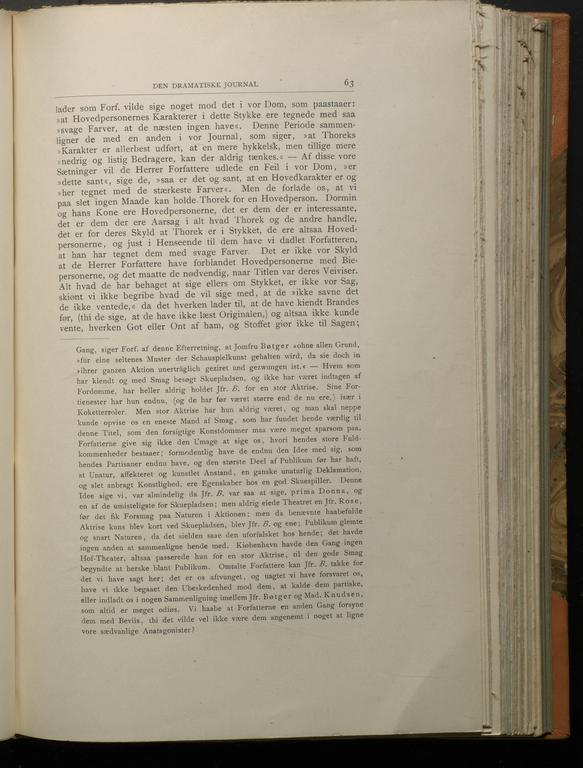 DEN DRAMATISKE JOURNAL 63
lader som Forf. vilde sige noget mod det i vor Dom, som paastaaer:
»at Hovedpersonernes Karakterer i dette Stykke ere tegnede med saa
»svage Farver, at de næsten ingen have«. Denne Periode sammen-
ligner de med en anden i vor Journal, som siger, »at Thoreks
»Karakter er allerbest udført, at en mere hykkelsk, men tillige mere
»nedrig og listig Bedragere, kan der aldrig tænkes.« — Af disse vore
Sætninger vil de Herrer Forfattere udlede en Feil i vor Dom, »er
»dette sant«, sige de, »saa er det og sant, at en Hovedkarakter er og
»her tegnet med de stærkeste Farver«. Men de forlade os, at vi
paa slet ingen Maade kan holde Thorek for en Hovedperson. Dormin
og hans Kone ere Hovedpersonerne, det er dem der er interessante,
det er dem der ere Aarsag i alt hvad Thorek og de andre handle,
det er for deres Skyld at Thorek er i Stykket, de ere altsaa Hoved-
personerne, og just i Henseende til dem have vi dadlet Forfatteren,
at han har tegnet dem med svage Farver. Det er ikke vor Skyld
at de Herrer Forfattere have forblandet Hovedpersonerne med Bie-
personerne, og det maatte de nødvendig, naar Titlen var deres Veiviser.
Alt hvad de har behaget at sige ellers om Stykket, er ikke vor Sag,
skiønt vi ikke begribe hvad de vil sige med, at de »ikke savne det
de ikke ventede,« da det hverken lader til, at de have kiendt Brandes
før, (thi de sige, at de have ikke læst Originalen,) og altsaa ikke kunde
vente, hverken Got eller Ont af ham, og Stoffet giør ikke til Sagen;
Gang, siger Forf. af denne Efterretning, at Jomfru Bøtger »ohne allen Grund,
»für eine seltenes Muster der Schauspielkunst gehalten wird, da sie doch in
»ihrer ganzen Aktion unerträglich geziret und gezwungen ist.« — Hvem som
har kiendt og med Smag besøgt Skuepladsen, og ikke har været indtagen af
Fordomme, har heller aldrig holdet Jfr. B. for en stor Aktrise. Sine For-
tienester har hun endnu, (og de har før været større end de nu ere,) især i
Koketterroler. Men stor Aktrise har hun aldrig været, og man skal neppe
kunde opvise os en eneste Mand af Smag, som har fundet hende værdig til
denne Titel, som den forsigtige Konstdommer maa være meget sparsom paa.
Forfatterne give sig ikke den Umage at sige os, hvori hendes store Fuld-
kommenheder bestaaer; formodentlig have de endnu den Idee med sig, som
hendes Partisaner endnu have, og den største Deel af Publikum før har haft,
at Unatur, affekteret og kunstlet Anstand, en ganske unaturlig Deklamation,
og slet anbragt Konstlighed, ere Egenskaber hos en god Skuespiller. Denne
Idee sige vi, var almindelig da Jfr. B. var saa at sige, prima Donna, og
en af de umisteligste for Skuepladsen; men aldrig eiede Theatret en Jfr. Rose,
før det fik Forsmag paa Naturen i Aktionen: men da benævnte haabefulde
Aktrise kuns blev kort ved Skuepladsen, blev Jfr. B. og ene; Publikum glemte
og snart Naturen, da det sielden saae den uforfalsket hos hende; det havde
ingen anden at sammenligne hende med. Kiøbenhavn havde den Gang ingen
Hof-Theater, altsaa passerede hun for en stor Aktrise, til den gode Smag
begyndte at herske blant Publikum. Omtalte Forfattere kan Jfr. B. takke for
det vi have sagt her; det er os aftvunget, og uagtet vi have forsvaret os,
have vi ikke begaaet den Ubeskedenhed mod dem, at kalde dem partiske,
eller indladt os i nogen Sammenligning imellem Jfr. Bøtger og Mad. Knudsen,
som altid er meget odiøs. Vi haabe at Forfatterne en anden Gang forsyne
dem med Beviis, thi det vilde vel ikke være dem angenemt i noget at ligne
vore sædvanlige Anatagonister?